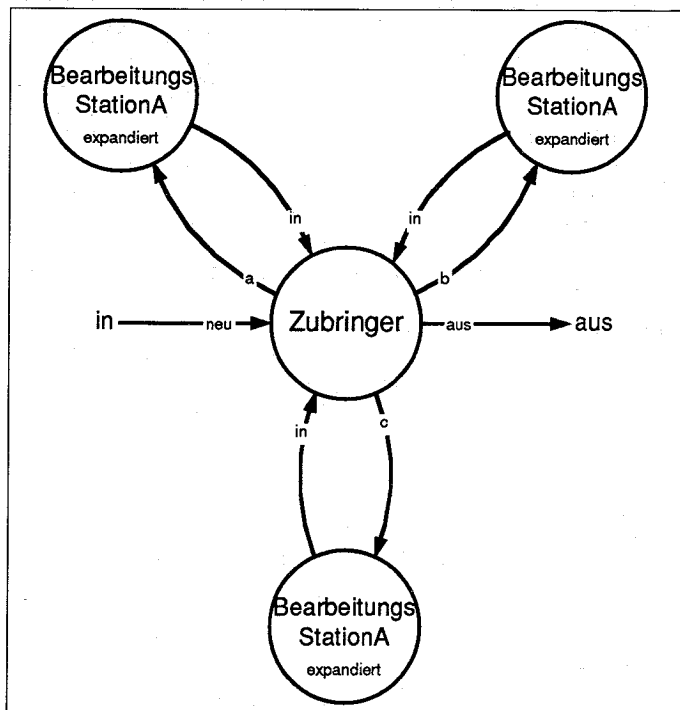 Bearbeitungs
StationA
expandiert
Bearbeitungs
StationA
expandiert
in
in
a
b
in
neu
Zubringer
aus
aus
in
c
Bearbeitungs
StationA
expandiert